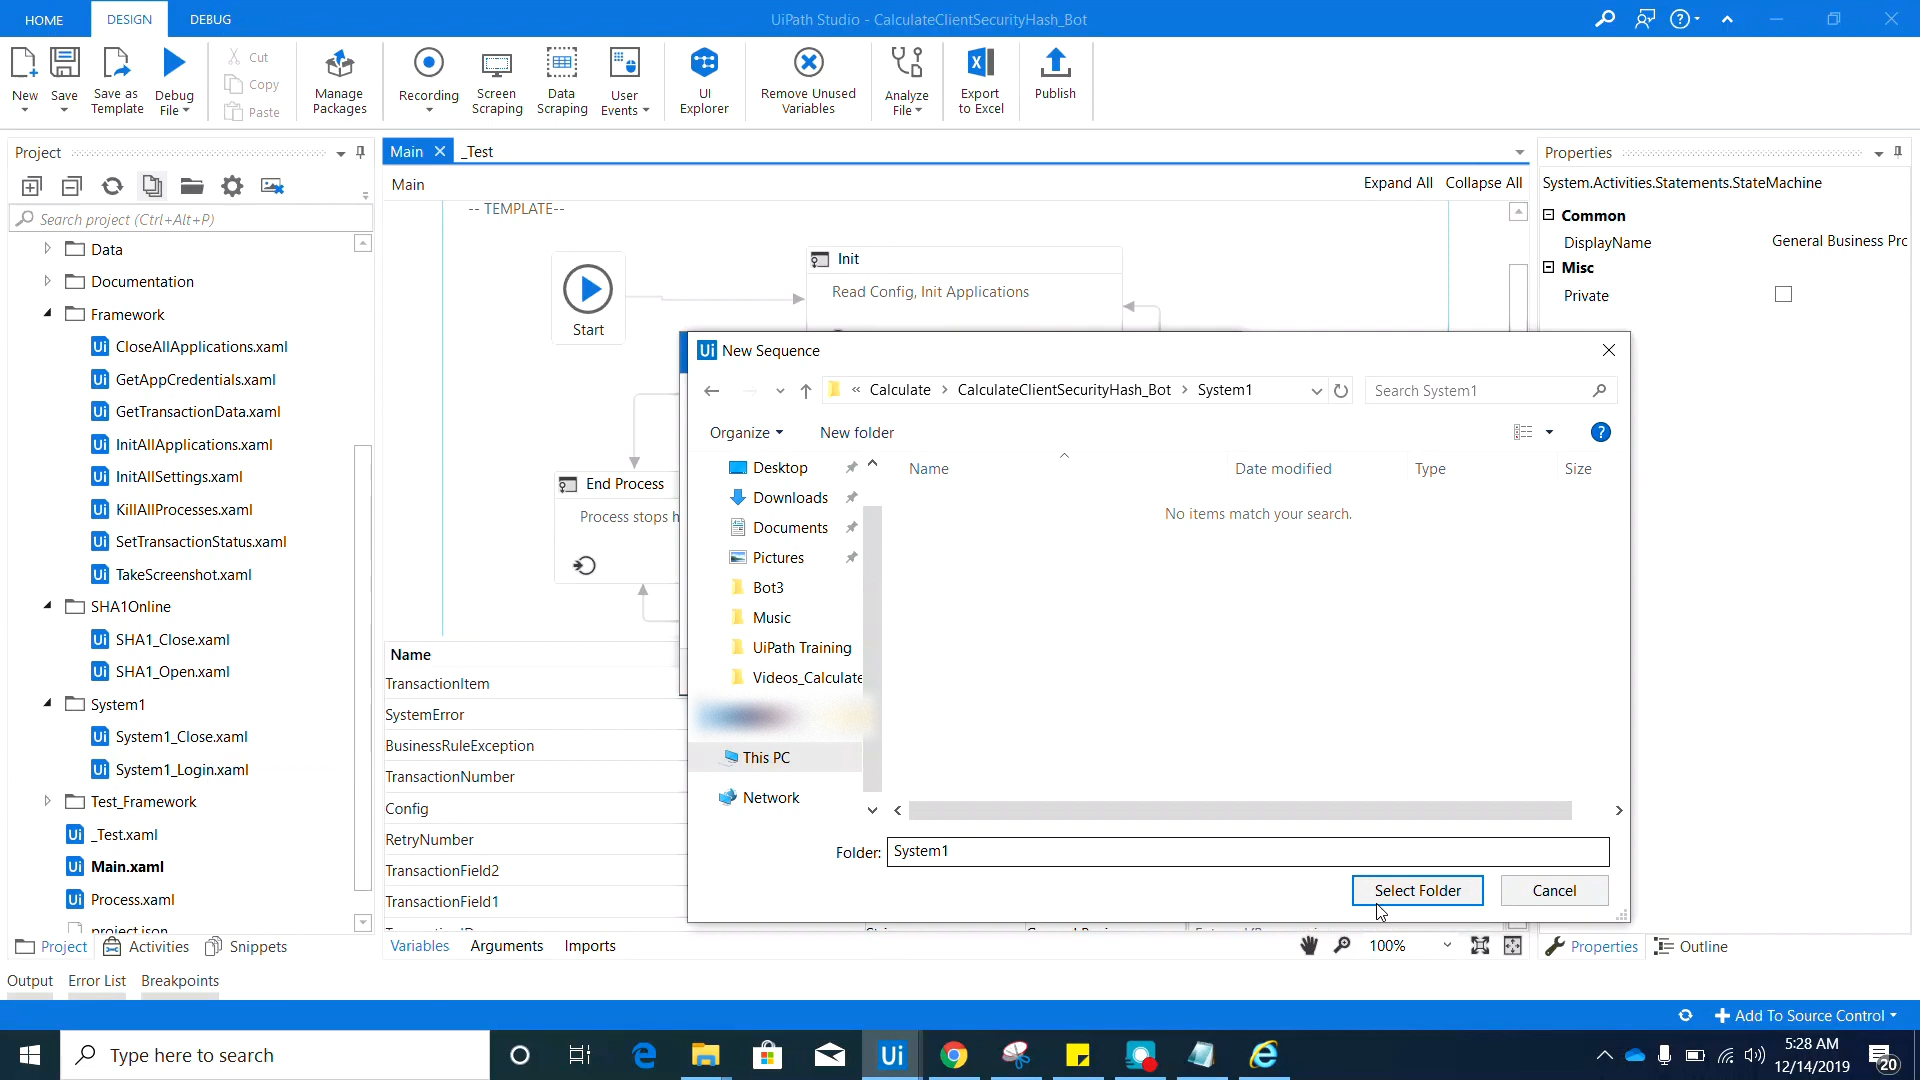 HOME
DESIGN
DEBUG
UiPath Studio - CalculateClientSecurityHash_Bot
New
Save
Save as Template
Debug File
Cut
Copy
Paste
Manage Packages
Recording
Screen Scraping
Data Scraping
User Events
UI Explorer
Remove Unused Variables
Analyze File
Export to Excel
Publish
Project
Search project (Ctrl+Alt+P)
Data
Documentation
Framework
CloseAllApplications.xaml
GetAppCredentials.xaml
GetTransactionData.xaml
InitAllApplications.xaml
InitAllSettings.xaml
KillAllProcesses.xaml
SetTransactionStatus.xaml
TakeScreenshot.xaml
SHA1Online
SHA1_Close.xaml
SHA1_Open.xaml
System1
System1_Close.xaml
System1_Login.xaml
Test_Framework
_Test.xaml
Main.xaml
Process.xaml
project.json
Project
Activities
Snippets
Output
Error List
Breakpoints
Main
_Test
Main
Expand All
Collapse All
-- TEMPLATE--
Start
Init
Read Config, Init Applications
End Process
Process stops h
Name
TransactionItem
SystemError
BusinessRuleException
TransactionNumber
Config
RetryNumber
TransactionField2
TransactionField1
Variables
Arguments
Imports
100%
Ui New Sequence
« Calculate > CalculateClientSecurityHash_Bot > System1
Search System1
Organize
New folder
Desktop
Downloads
Documents
Pictures
Bot3
Music
UiPath Training
Videos_Calculate
This PC
Network
Name
Date modified
Type
Size
No items match your search.
Folder: System1
Select Folder
Cancel
Properties
System.Activities.Statements.StateMachine
Common
DisplayName
General Business Prc
Misc
Private
Properties
Outline
Add To Source Control
Type here to search
Ui
5:28 AM
12/14/2019
20